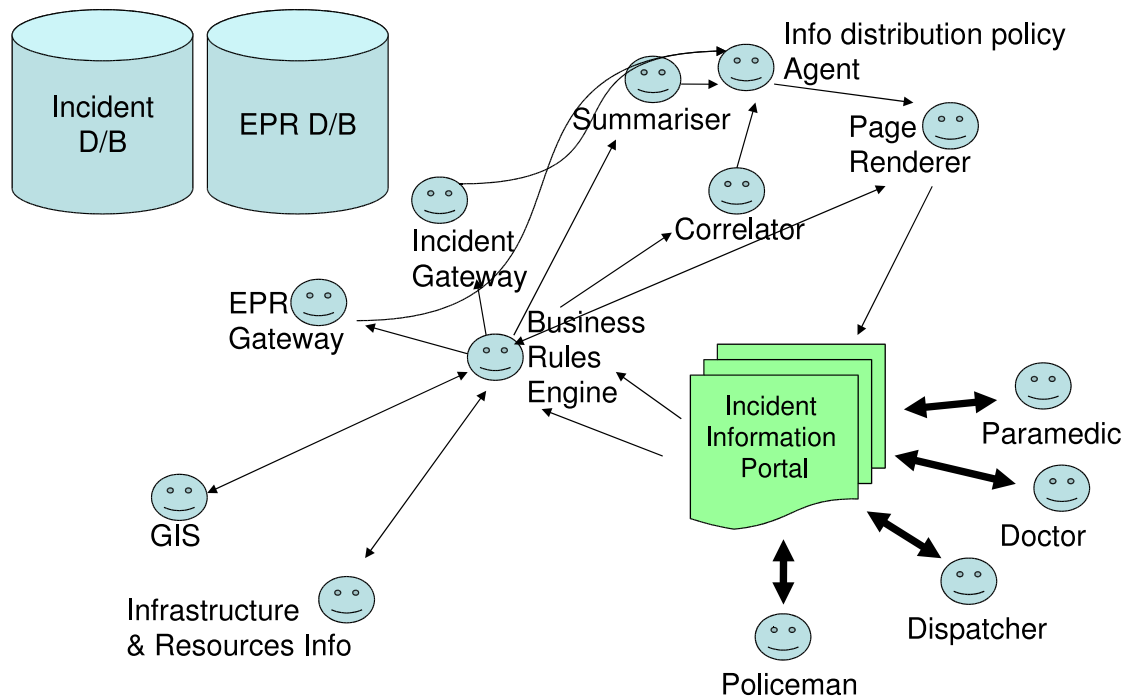 Incident
D/B
EPR D/B
Info distribution policy
Agent
Summariser
Page
Renderer
Correlator
Incident
Gateway
EPR
Gateway
Business
Rules
Engine
Incident
Information
Portal
Paramedic
Doctor
Dispatcher
Policeman
GIS
Infrastructure
& Resources Info